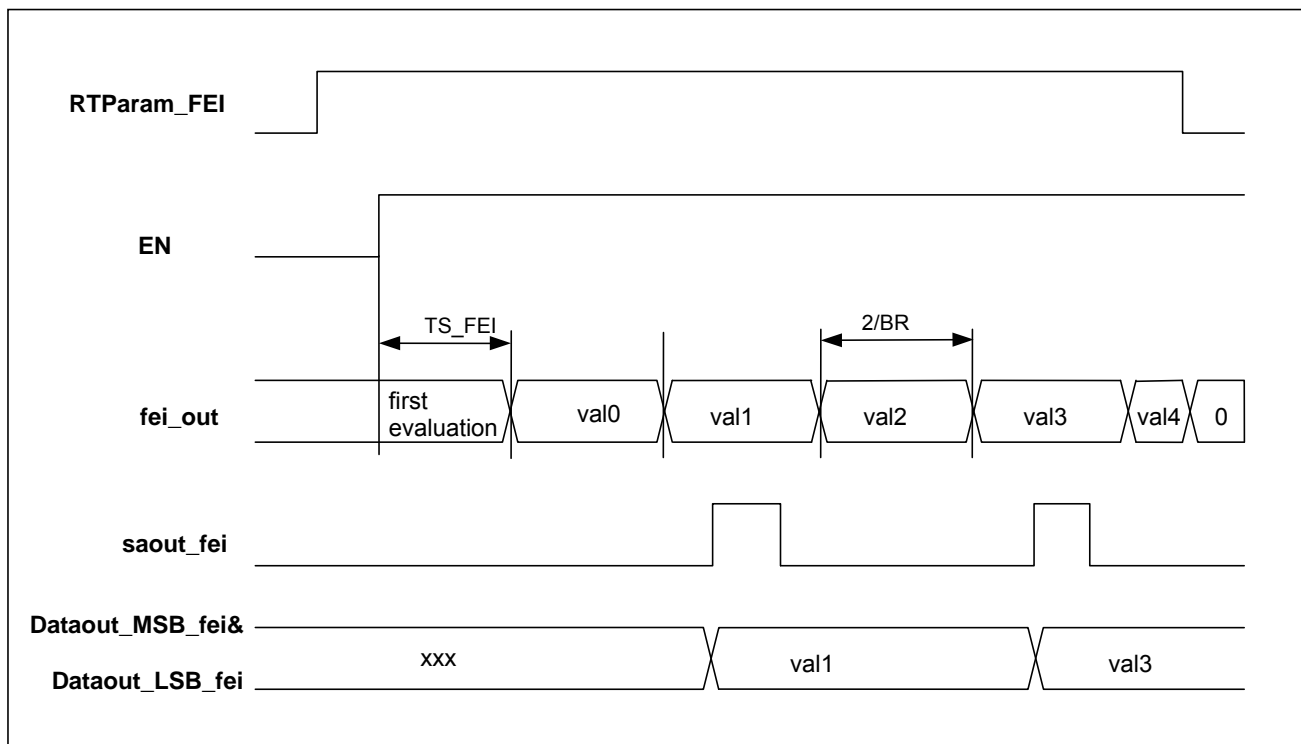 RTParam_FEI
EN
TS_FEI
2/BR
fei_out
first
evaluation
val0
val1
val2
val3
val4
0
saout_fei
Dataout_MSB_fei&
Dataout_LSB_fei
xxx
val1
val3